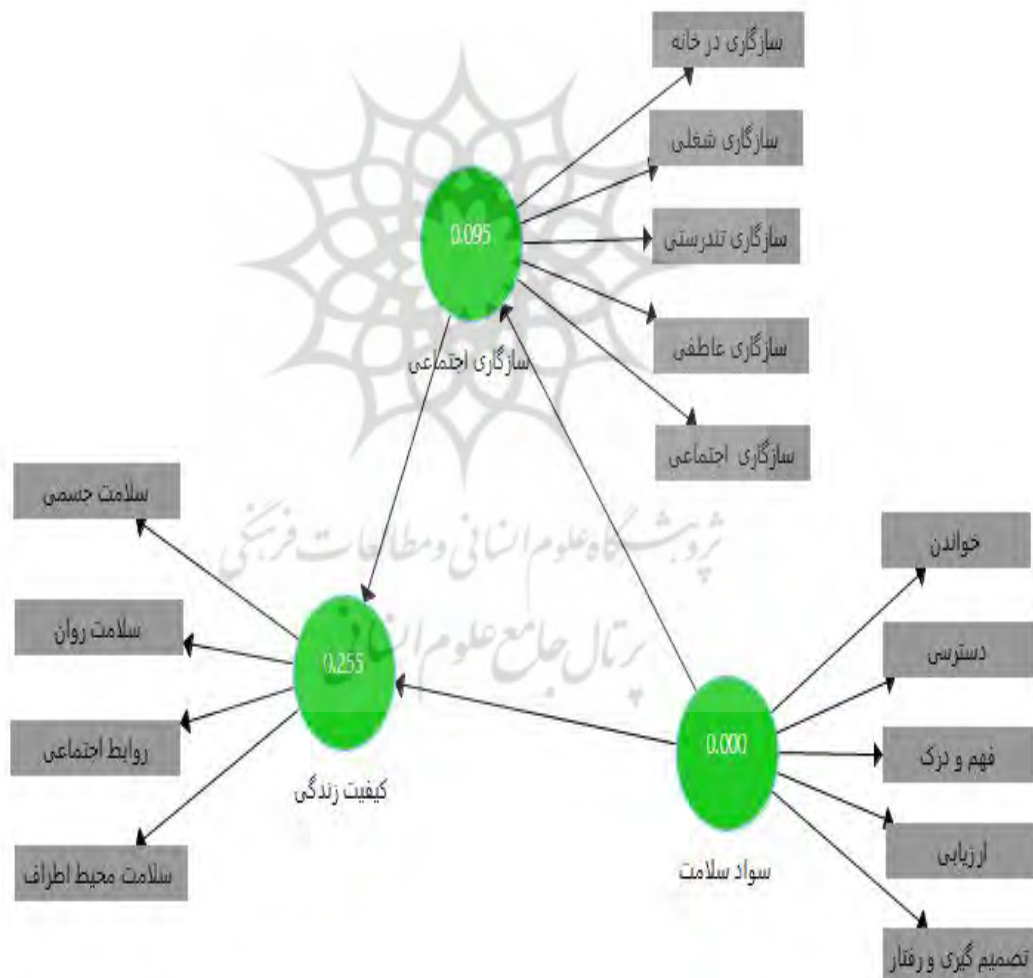 سازگاری در خانه
سازگاری شغلی
سازگاری تندرستی
سازگاری عاطفی
سازگاری اجتماعی
0.095
سازگاری اجتماعی
سلامت جسمی
سلامت روان
روابط اجتماعی
سلامت محیط اطراف
0.255
کیفیت زندگی
خواندن
دسترسی
فهم و درک
ارزیابی
تصمیم گیری و رفتار
0.000
سواد سلامت
پژوهشگاه علوم انسانی و مطالعات فرهنگی
پرتال جامع علوم انسانی